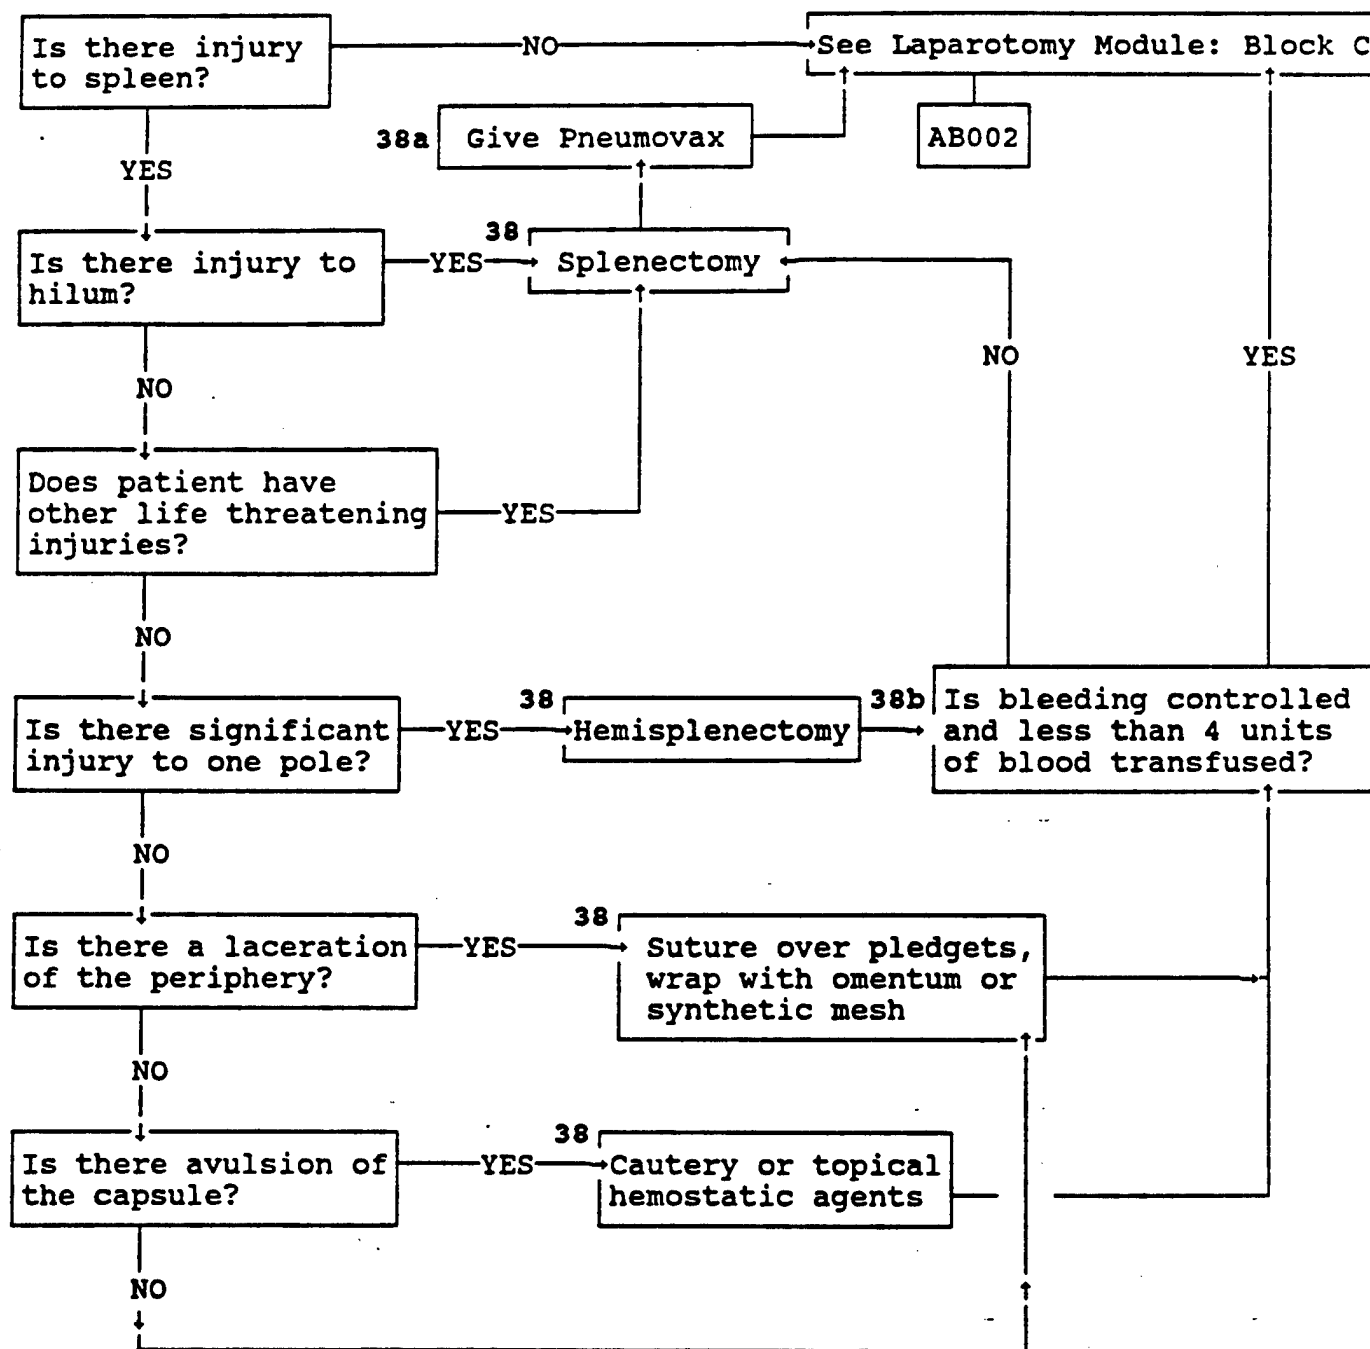 Is there injury
to spleen?
NO
See Laparotomy Module: Block C
38a
Give Pneumovax
AB002
YES
Is there injury to
hilum?
YES
38
Splenectomy
NO
NO
YES
Does patient have
other life threatening
injuries?
YES
NO
Is there significant
injury to one pole?
YES
38
Hemisplenectomy
38b
Is bleeding controlled
and less than 4 units
of blood transfused?
NO
Is there a laceration
of the periphery?
YES
38
Suture over pledgets,
wrap with omentum or
synthetic mesh
NO
Is there avulsion of
the capsule?
YES
38
Cautery or topical
hemostatic agents
NO